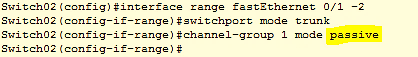 Switch02(config)#interface range fastEthernet 0/1 -2
Switch02(config-if-range)#switchport mode trunk
Switch02(config-if-range)#channel-group 1 mode passive
Switch02(config-if-range)#